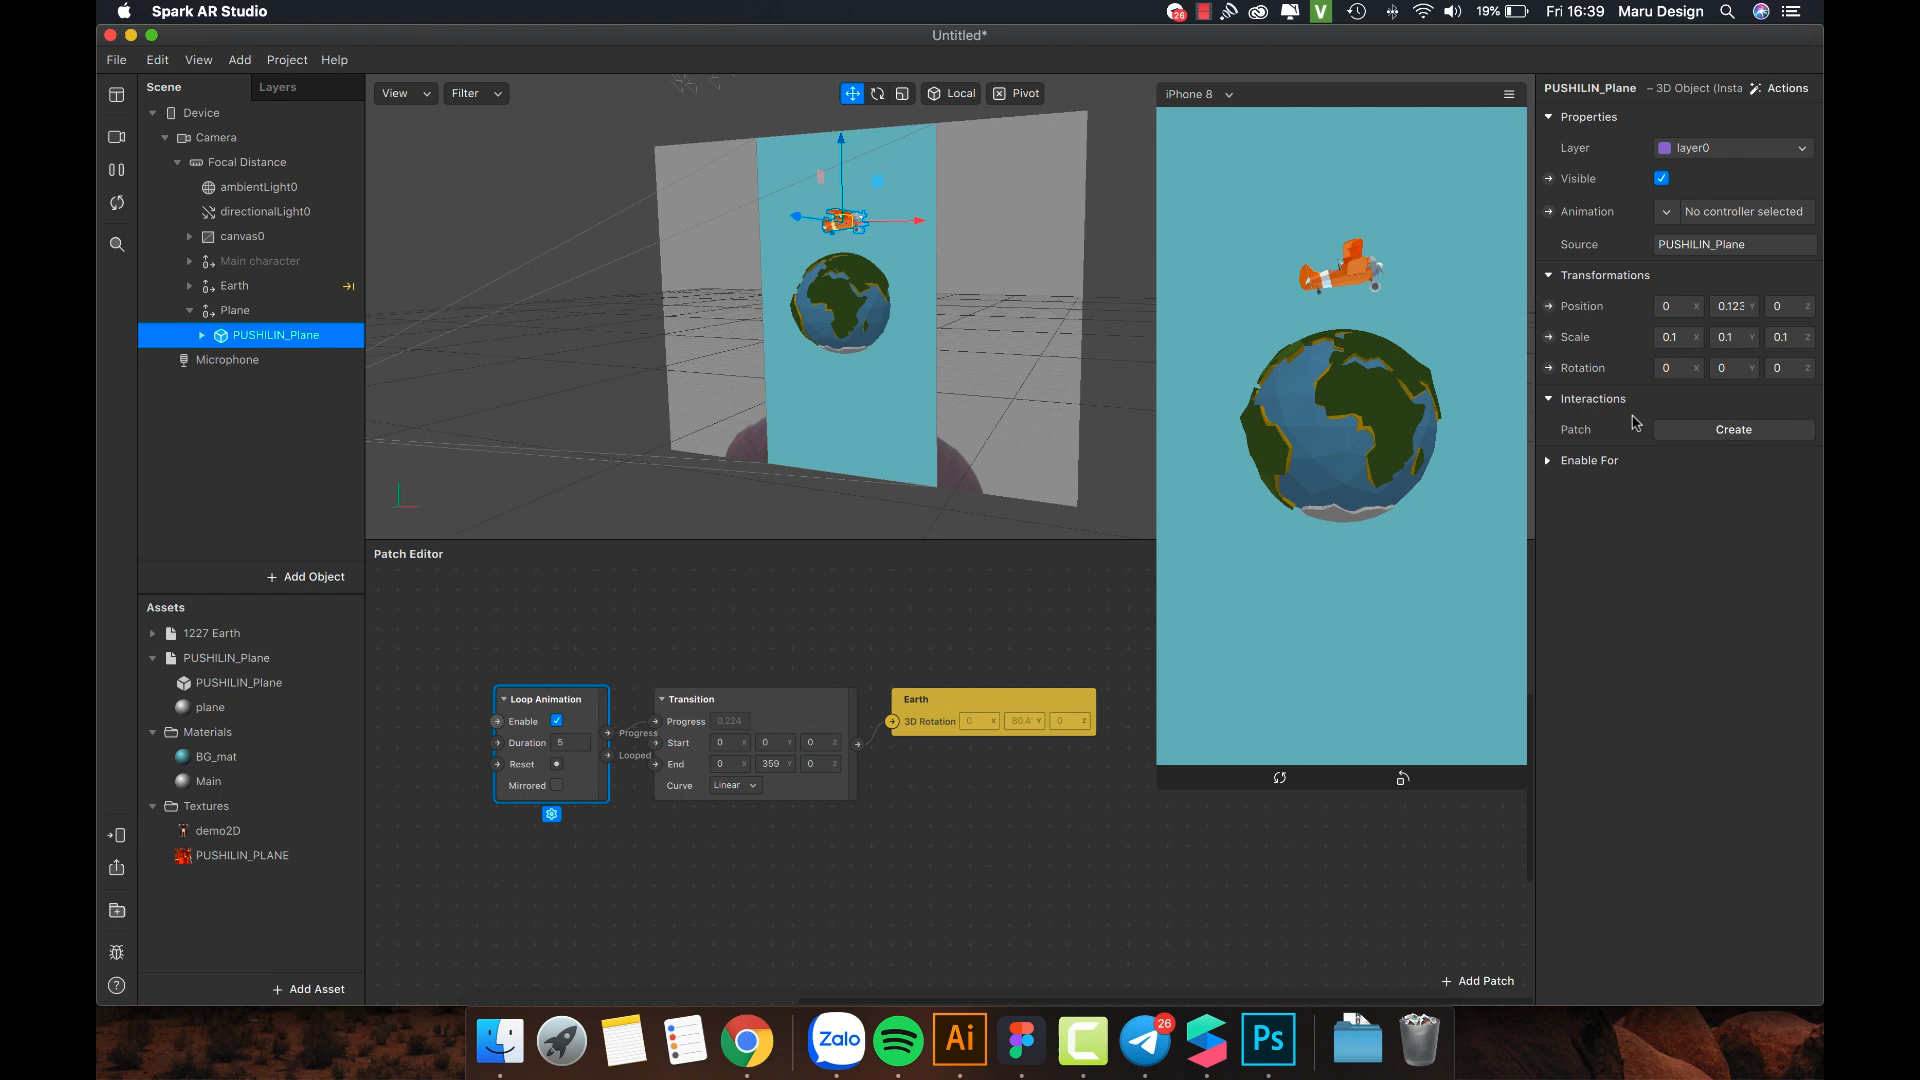 Spark AR Studio
26
V
19%
Fri 16:39
Maru Design
Untitled*
File Edit View Add Project Help
Scene
Layers
Device
Camera
Focal Distance
ambientLight0
directionalLight0
canvas0
Main character
Earth
Plane
PUSHILIN_Plane
Microphone
+ Add Object
Assets
1227 Earth
PUSHILIN_Plane
PUSHILIN_Plane
plane
Materials
BG_mat
Main
Textures
demo2D
PUSHILIN_PLANE
+ Add Asset
View
Filter
Local
Pivot
iPhone 8
Patch Editor
Loop Animation
Enable
Duration 5
Reset
Mirrored
Progress
Looped
Transition
Progress 0.224
Start 0 X 0 Y 0 Z
End 0 X 359 Y 0 Z
Curve Linear
Earth
3D Rotation 0 X 80.4 Y 0 Z
+ Add Patch
PUSHILIN_Plane – 3D Object (Insta
Actions
Properties
Layer layer0
Visible
Animation No controller selected
Source PUSHILIN_Plane
Transformations
Position 0 X 0.123 Y 0 Z
Scale 0.1 X 0.1 Y 0.1 Z
Rotation 0 X 0 Y 0 Z
Interactions
Patch Create
Enable For
Zalo
Ai
26
Ps